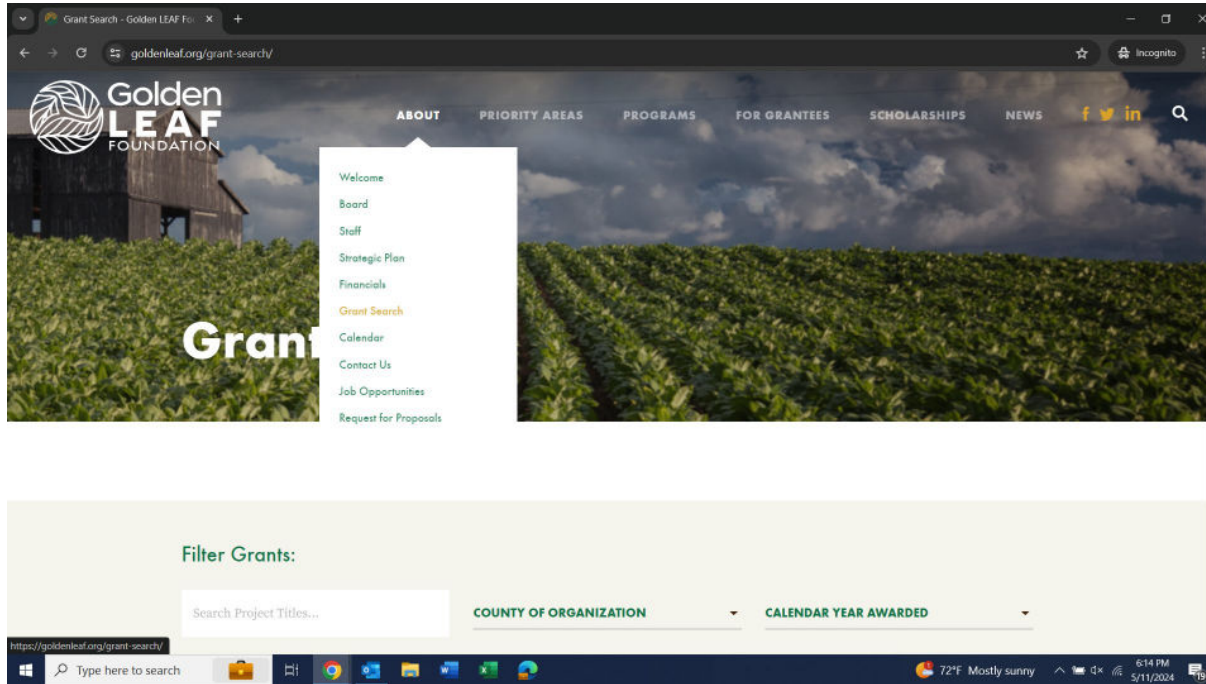 Grant Search - Golden LEAF Fo
goldenleaf.org/grant-search/
Incognito
Golden
LEAF
FOUNDATION
ABOUT PRIORITY AREAS PROGRAMS FOR GRANTEES SCHOLARSHIPS NEWS
Welcome
Board
Staff
Strategic Plan
Financials
Grant Search
Calendar
Contact Us
Job Opportunities
Request for Proposals
Grant
Filter Grants:
Search Project Titles...
COUNTY OF ORGANIZATION
CALENDAR YEAR AWARDED
https://goldenleaf.org/grant-search/
Type here to search
72°F Mostly sunny
6:14 PM
5/11/2024
19